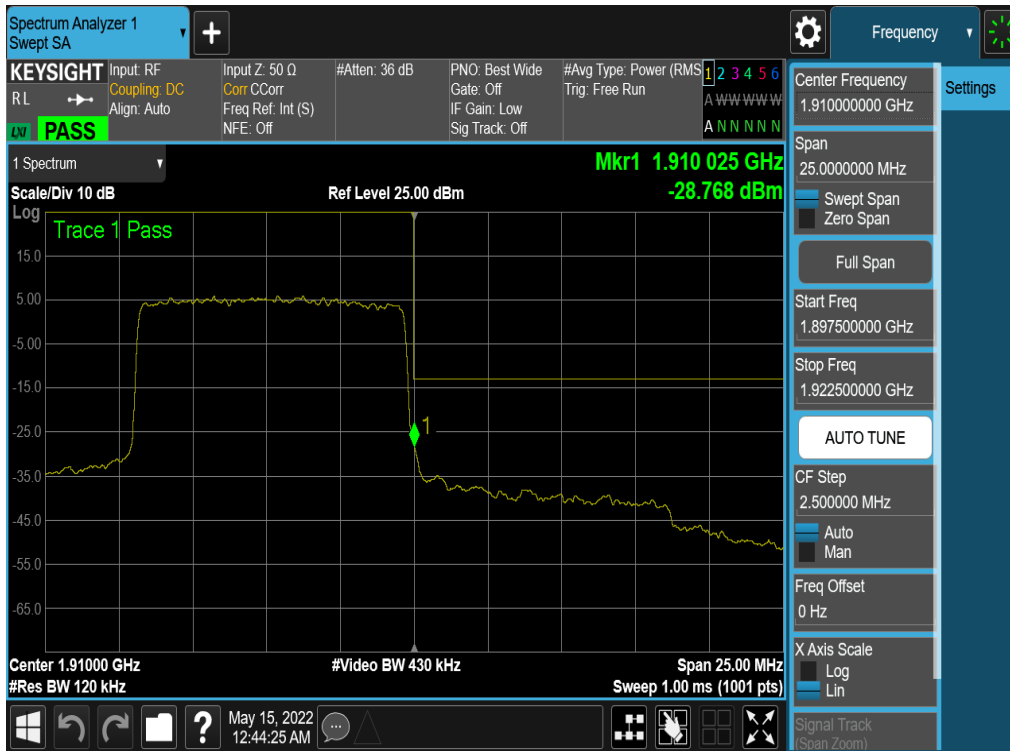 Spectrum Analyzer 1
Swept SA
+
Frequency
KEYSIGHT
RL
LXI PASS
Input: RF
Coupling: DC
Align: Auto
Input Z: 50 Ω
Corr CCorr
Freq Ref: Int (S)
NFE: Off
#Atten: 36 dB
PNO: Best Wide
Gate: Off
IF Gain: Low
Sig Track: Off
#Avg Type: Power (RMS
Trig: Free Run
1 2 3 4 5 6
A W W W W W
A N N N N N
1 Spectrum
Scale/Div 10 dB
Ref Level 25.00 dBm
Mkr1 1.910 025 GHz
-28.768 dBm
Log
Trace 1 Pass
15.0
5.00
-5.00
-15.0
-25.0
-35.0
-45.0
-55.0
-65.0
1
Center 1.91000 GHz
#Video BW 430 kHz
Span 25.00 MHz
#Res BW 120 kHz
Sweep 1.00 ms (1001 pts)
?
May 15, 2022
12:44:25 AM
Center Frequency
1.910000000 GHz
Span
25.0000000 MHz
Swept Span
Zero Span
Full Span
Start Freq
1.897500000 GHz
Stop Freq
1.922500000 GHz
AUTO TUNE
CF Step
2.500000 MHz
Auto
Man
Freq Offset
0 Hz
X Axis Scale
Log
Lin
Signal Track
(Span Zoom)
Settings